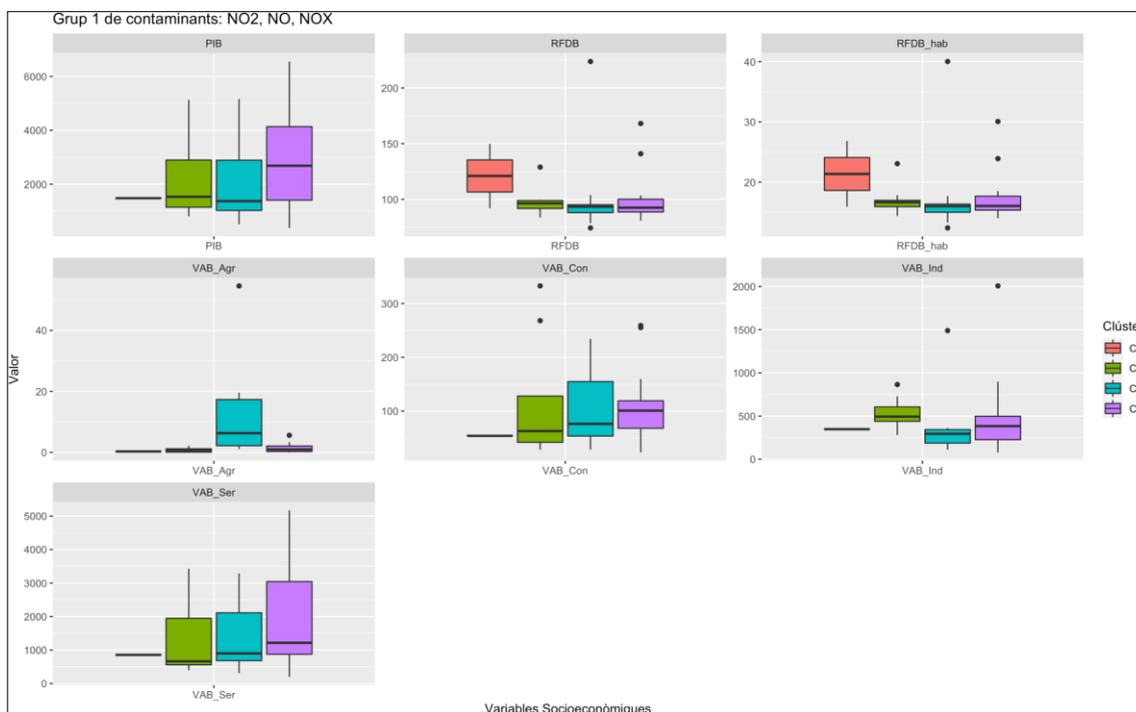 Grup 1 de contaminants: NO2, NO, NOX
PIB
RFDB
RFDB_hab
6000
4000
2000
200
150
100
40
20
PIB
RFDB
RFDB_hab
VAB_Agr
VAB_Con
VAB_Ind
40
20
0
300
200
100
2000
1500
1000
500
0
VAB_Agr
VAB_Con
VAB_Ind
Valor
Clúste
C
C
C
C
VAB_Ser
5000
4000
3000
2000
1000
0
VAB_Ser
Variables Socioeconòmiques